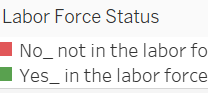 Labor Force Status
No_ not in the labor fo
Yes_ in the labor force